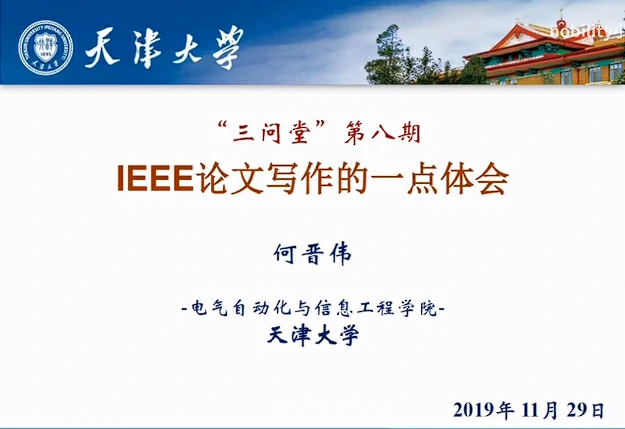 天津大学
nobility
“三问堂”第八期
IEEE论文写作的一点体会
何晋伟
-电气自动化与信息工程学院-
天津大学
2019年 11月 29日